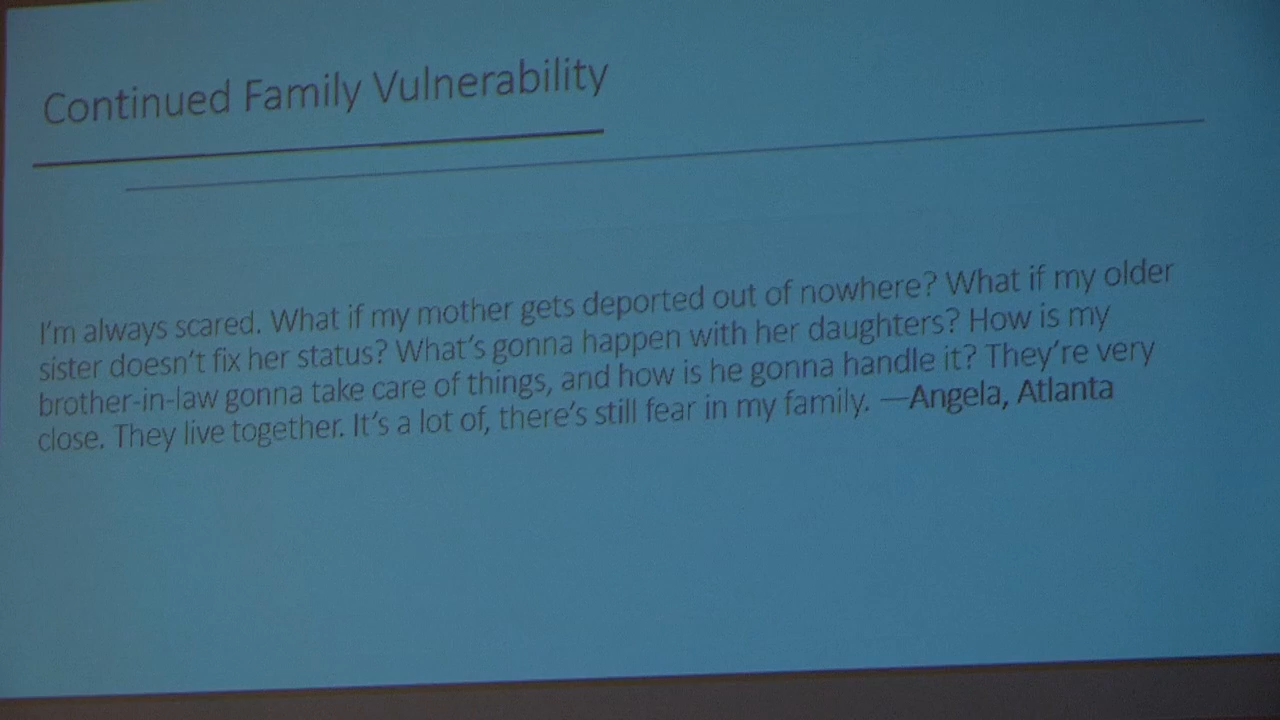 Continued Family Vulnerability
I'm always scared. What if my mother gets deported out of nowhere? What if my older
sister doesn't fix her status? What's gonna happen with her daughters? How is my
brother-in-law gonna take care of things, and how is he gonna handle it? They're very
close. They live together. It's a lot of, there's still fear in my family. —Angela, Atlanta